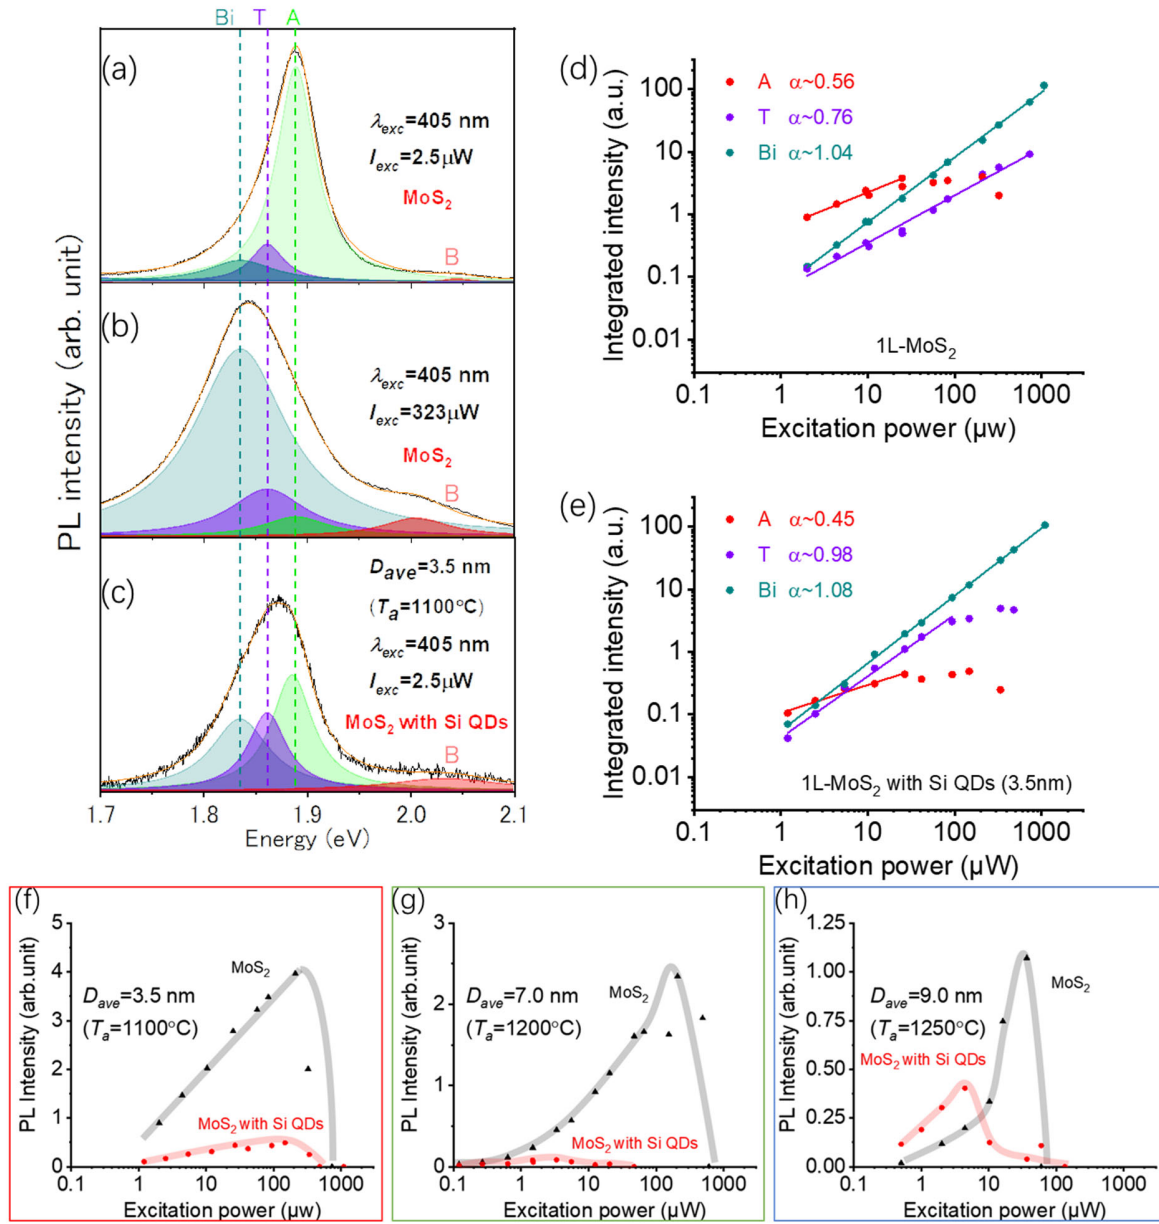 Bi T A
(a)
λexc=405 nm
Iexc=2.5μW
MoS2
B
(b)
λexc=405 nm
Iexc=323μW
MoS2
B
(c)
Dave=3.5 nm
(Ta=1100°C)
λexc=405 nm
Iexc=2.5μW
MoS2 with Si QDs
B
PL intensity (arb. unit)
1.7 1.8 1.9 2.0 2.1
Energy (eV)
(d)
Integrated intensity (a.u.)
100
10
1
0.1
0.01
A α~0.56
T α~0.76
Bi α~1.04
1L-MoS2
0.1 1 10 100 1000
Excitation power (μw)
(e)
Integrated intensity (a.u.)
100
10
1
0.1
0.01
A α~0.45
T α~0.98
Bi α~1.08
1L-MoS2 with Si QDs (3.5nm)
0.1 1 10 100 1000
Excitation power (μW)
(f)
PL Intensity (arb.unit)
5
4
3
2
1
0
MoS2
Dave=3.5 nm
(Ta=1100°C)
MoS2 with Si QDs
0.1 1 10 100 1000
Excitation power (μw)
(g)
PL Intensity (arb.unit)
3
2
1
0
MoS2
Dave=7.0 nm
(Ta=1200°C)
MoS2 with Si QDs
0.1 1 10 100 1000
Excitation power (μW)
(h)
PL Intensity (arb.unit)
1.25
1.00
0.75
0.50
0.25
0.00
MoS2
Dave=9.0 nm
(Ta=1250°C)
MoS2 with Si QDs
0.1 1 10 100 1000
Excitation power (μW)